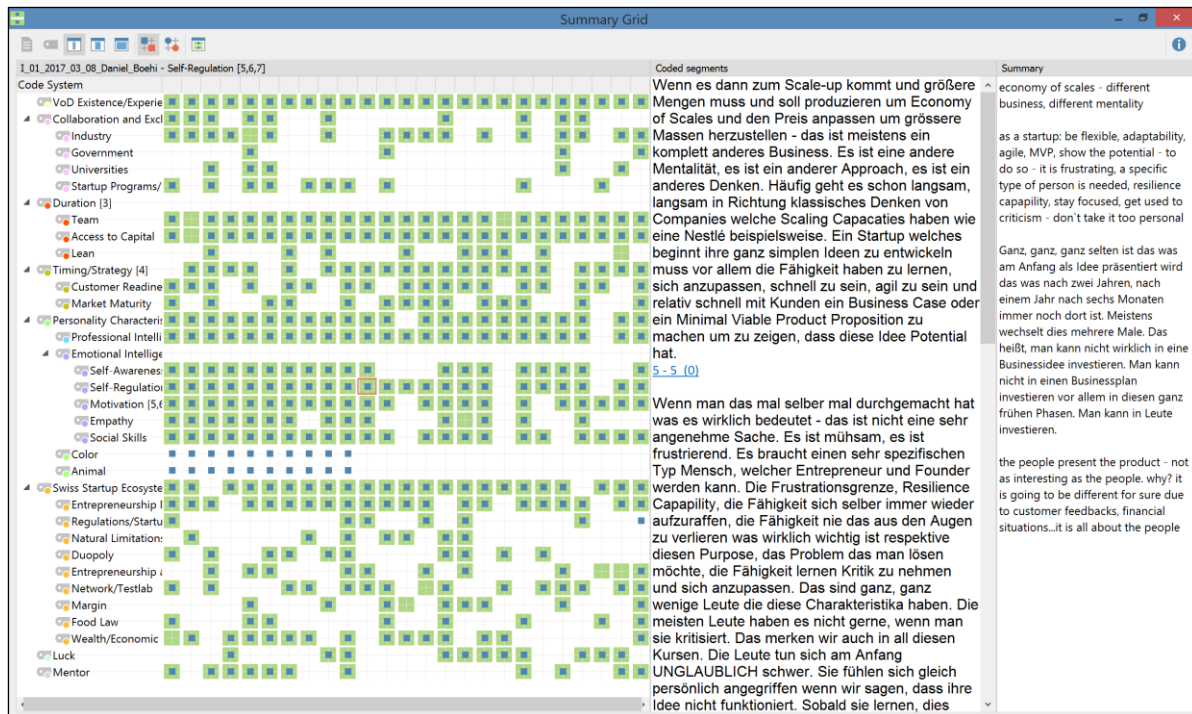 Summary Grid
I_01_2017_03_08_Daniel_Boehi - Self-Regulation [5,6,7]
Code System
VoD Existence/Experie
Collaboration and Excl
Industry
Government
Universities
Startup Programs/
Duration [3]
Team
Access to Capital
Lean
Timing/Strategy [4]
Customer Readine
Market Maturity
Personality Characteris
Professional Intelli
Emotional Intellige
Self-Awarenes
Self-Regulation
Motivation [5,6
Empathy
Social Skills
Color
Animal
Swiss Startup Ecosyste
Entrepreneurship
Regulations/Startu
Natural Limitations
Duopoly
Entrepreneurship a
Network/Testlab
Margin
Food Law
Wealth/Economic
Luck
Mentor
Coded segments
Wenn es dann zum Scale-up kommt und größere
Mengen muss und soll produzieren um Economy
of Scales und den Preis anpassen um grössere
Massen herzustellen - das ist meistens ein
komplett anderes Business. Es ist eine andere
Mentalität, es ist ein anderer Approach, es ist ein
anderes Denken. Häufig geht es schon langsam,
langsam in Richtung klassisches Denken von
Companies welche Scaling Capacaties haben wie
eine Nestlé beispielsweise. Ein Startup welches
beginnt ihre ganz simplen Ideen zu entwickeln
muss vor allem die Fähigkeit haben zu lernen,
sich anzupassen, schnell zu sein, agil zu sein und
relativ schnell mit Kunden ein Business Case oder
ein Minimal Viable Product Proposition zu
machen um zu zeigen, dass diese Idee Potential
hat.
5 - 5 (0)
Wenn man das mal selber mal durchgemacht hat
was es wirklich bedeutet - das ist nicht eine sehr
angenehme Sache. Es ist mühsam, es ist
frustrierend. Es braucht einen sehr spezifischen
Typ Mensch, welcher Entrepreneur und Founder
werden kann. Die Frustrationsgrenze, Resilience
Capapility, die Fähigkeit sich selber immer wieder
aufzuraffen, die Fähigkeit nie das aus den Augen
zu verlieren was wirklich wichtig ist respektive
diesen Purpose, das Problem das man lösen
möchte, die Fähigkeit lernen Kritik zu nehmen
und sich anzupassen. Das sind ganz, ganz
wenige Leute die diese Charakteristika haben. Die
meisten Leute haben es nicht gerne, wenn man
sie kritisiert. Das merken wir auch in all diesen
Kursen. Die Leute tun sich am Anfang
UNGLAUBLICH schwer. Sie fühlen sich gleich
persönlich angegriffen wenn wir sagen, dass ihre
Idee nicht funktioniert. Sobald sie lernen, dies
Summary
economy of scales - different
business, different mentality
as a startup: be flexible, adaptability,
agile, MVP, show the potential - to
do so - it is frustrating, a specific
type of person is needed, resilience
capapility, stay focused, get used to
criticism - don`t take it too personal
Ganz, ganz, ganz selten ist das was
am Anfang als Idee präsentiert wird
das was nach zwei Jahren, nach
einem Jahr nach sechs Monaten
immer noch dort ist. Meistens
wechselt dies mehrere Male. Das
heißt, man kann nicht wirklich in eine
Businessidee investieren. Man kann
nicht in einen Businessplan
investieren vor allem in diesen ganz
frühen Phasen. Man kann in Leute
investieren.
the people present the product - not
as interesting as the people. why? it
is going to be different for sure due
to customer feedbacks, financial
situations...it is all about the people